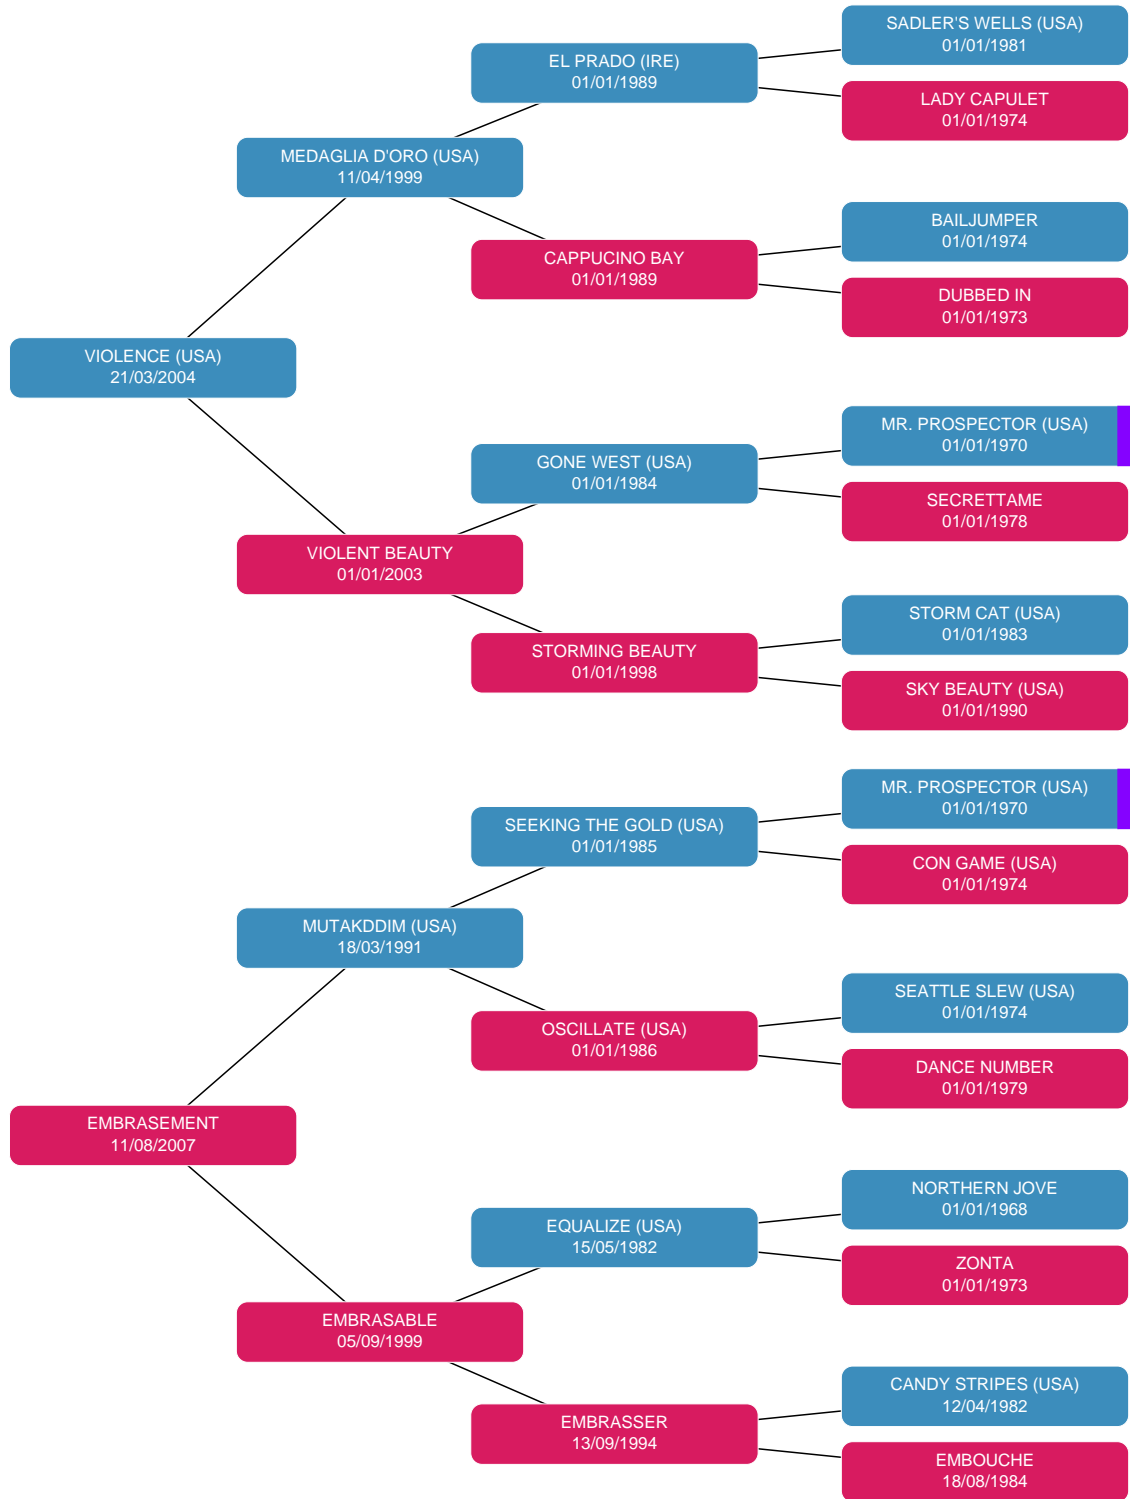 SADLER'S WELLS (USA)
01/01/1981
EL PRADO (IRE)
01/01/1989
LADY CAPULET
01/01/1974
MEDAGLIA D'ORO (USA)
11/04/1999
BAILJUMPER
01/01/1974
CAPPUCINO BAY
01/01/1989
DUBBED IN
01/01/1973
VIOLENCE (USA)
21/03/2004
MR. PROSPECTOR (USA)
01/01/1970
GONE WEST (USA)
01/01/1984
SECRETTAME
01/01/1978
VIOLENT BEAUTY
01/01/2003
STORM CAT (USA)
01/01/1983
STORMING BEAUTY
01/01/1998
SKY BEAUTY (USA)
01/01/1990
MR. PROSPECTOR (USA)
01/01/1970
SEEKING THE GOLD (USA)
01/01/1985
CON GAME (USA)
01/01/1974
MUTAKDDIM (USA)
18/03/1991
SEATTLE SLEW (USA)
01/01/1974
OSCILLATE (USA)
01/01/1986
DANCE NUMBER
01/01/1979
EMBRASEMENT
11/08/2007
NORTHERN JOVE
01/01/1968
EQUALIZE (USA)
15/05/1982
ZONTA
01/01/1973
EMBRASABLE
05/09/1999
CANDY STRIPES (USA)
12/04/1982
EMBRASSER
13/09/1994
EMBOUCHE
18/08/1984